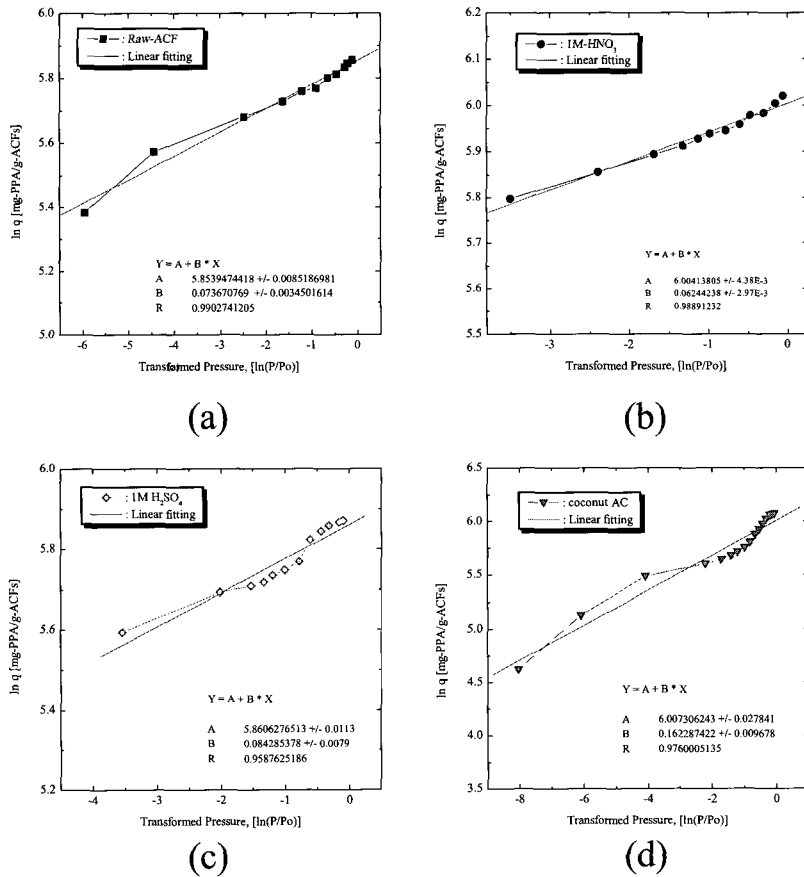 : Raw-ACF
: Linear fitting
ln q [mg-PPA/g-ACFs]
6.0
5.8
5.6
5.4
5.2
5.0
Y = A + B * X
A 5.8539474418 +/- 0.0085186981
B 0.073670769 +/- 0.0034501614
R 0.9902741205
-6 -5 -4 -3 -2 -1 0
Transformed Pressure, [ln(P/Po)]
(a)
: 1M-HNO3
: Linear fitting
ln q [mg-PPA/g-ACFs]
6.2
6.1
6.0
5.9
5.8
5.7
5.6
5.5
Y = A + B * X
A 6.00413805 +/- 4.38E-3
B 0.06244238 +/- 2.97E-3
R 0.98891232
-3 -2 -1 0
Transformed Pressure, [ln(P/Po)]
(b)
: 1M H2SO4
: Linear fitting
ln q [mg-PPA/g-ACFs]
6.0
5.8
5.6
5.4
5.2
Y = A + B * X
A 5.8606276513 +/- 0.0113
B 0.084285378 +/- 0.0079
R 0.9587625186
-4 -3 -2 -1 0
Transformed Pressure, [ln(P/Po)]
(c)
: coconut AC
: Linear fitting
ln q [mg-PPA/g-ACFs]
6.5
6.0
5.5
5.0
4.5
4.0
3.5
Y = A + B * X
A 6.007306243 +/- 0.027841
B 0.162287422 +/- 0.009678
R 0.9760005135
-8 -6 -4 -2 0
Transformed Pressure, [ln(P/Po)]
(d)